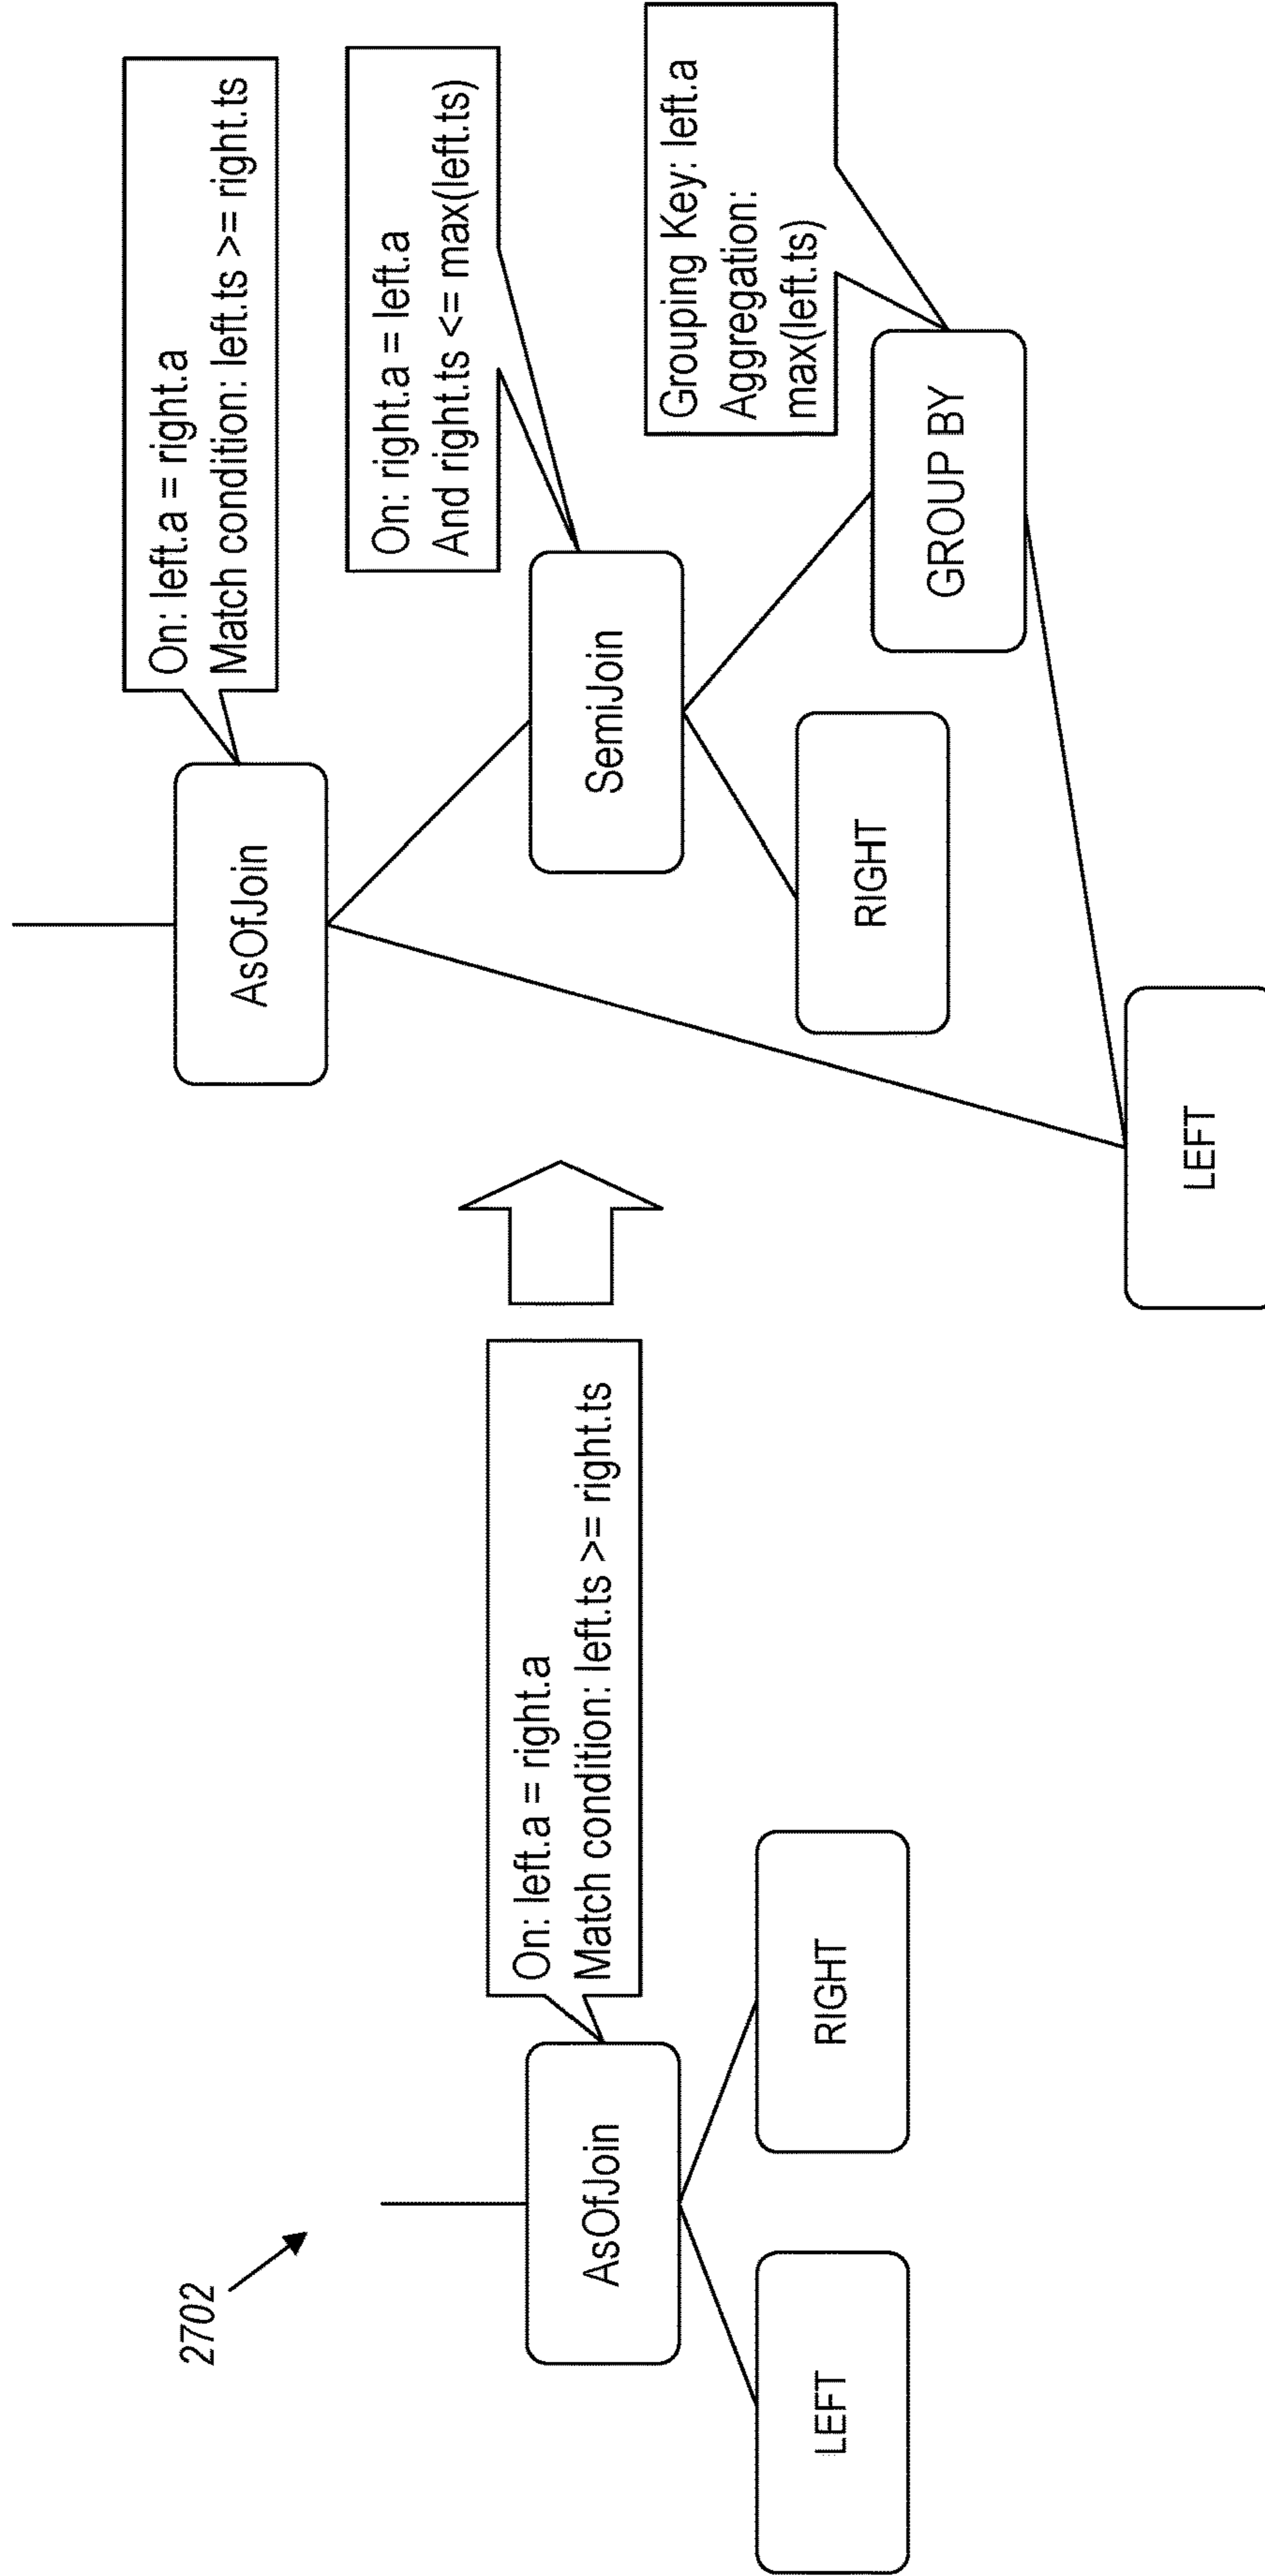 2702
AsOfJoin
On: left.a = right.a
Match condition: left.ts >= right.ts
LEFT
RIGHT
AsOfJoin
On: left.a = right.a
Match condition: left.ts >= right.ts
SemiJoin
On: right.a = left.a
And right.ts <= max(left.ts)
RIGHT
GROUP BY
Grouping Key: left.a
Aggregation:
max(left.ts)
LEFT